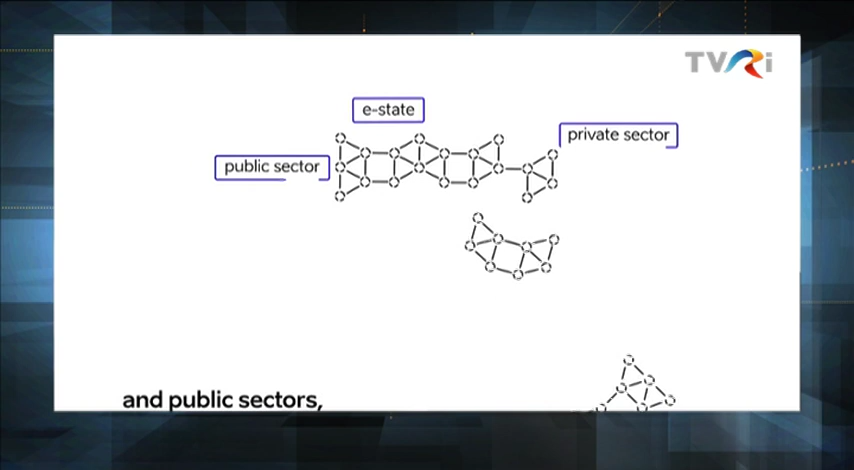 TVRi
e-state
private sector
public sector
and public sectors,